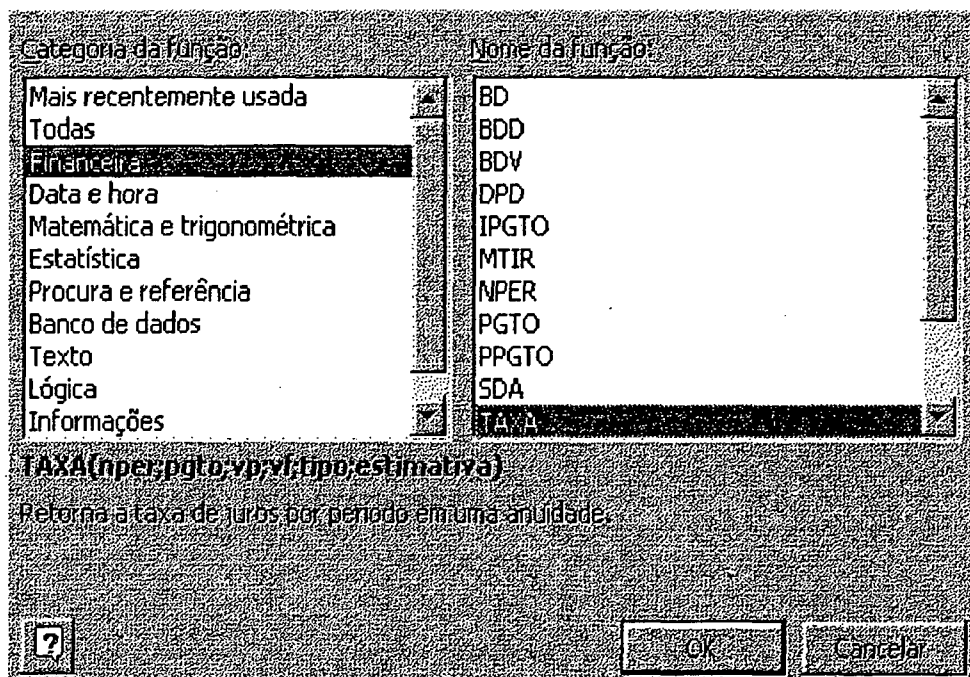 Categoria da função:
Nome da função:
Mais recentemente usada
Todas
Financeira
Data e hora
Matemática e trigonométrica
Estatística
Procura e referência
Banco de dados
Texto
Lógica
Informações
BD
BDD
BDV
DPD
IPGTO
MTIR
NPER
PGTO
PPGTO
SDA
TAXA
TAXA(nper;pgto;vp;vf;tipo;estimativa)
Retorna a taxa de juros por período em uma anuidade.
?
OK
Cancelar